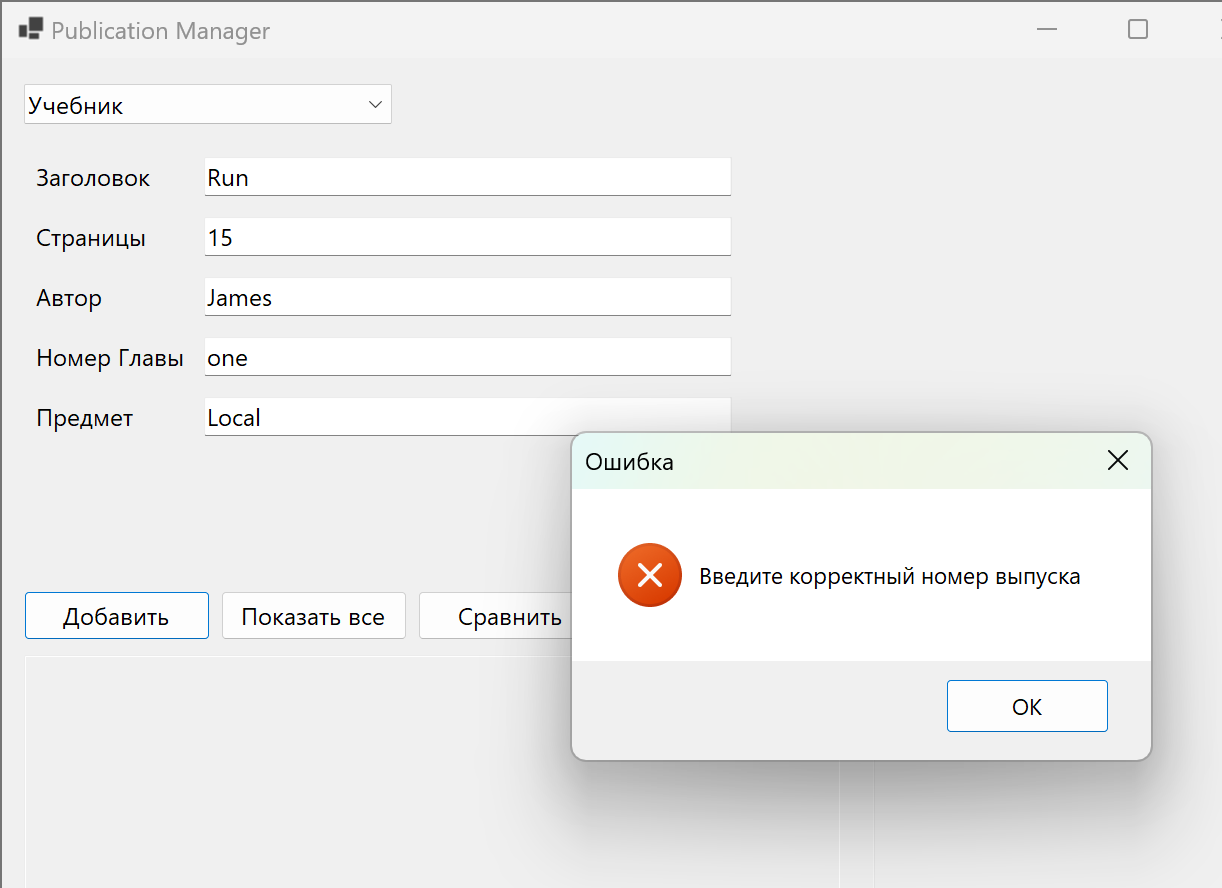 Publication Manager
Учебник
Заголовок Run
Страницы 15
Автор James
Номер Главы one
Предмет Local
Ошибка
Введите корректный номер выпуска
Добавить Показать все Сравнить
OK